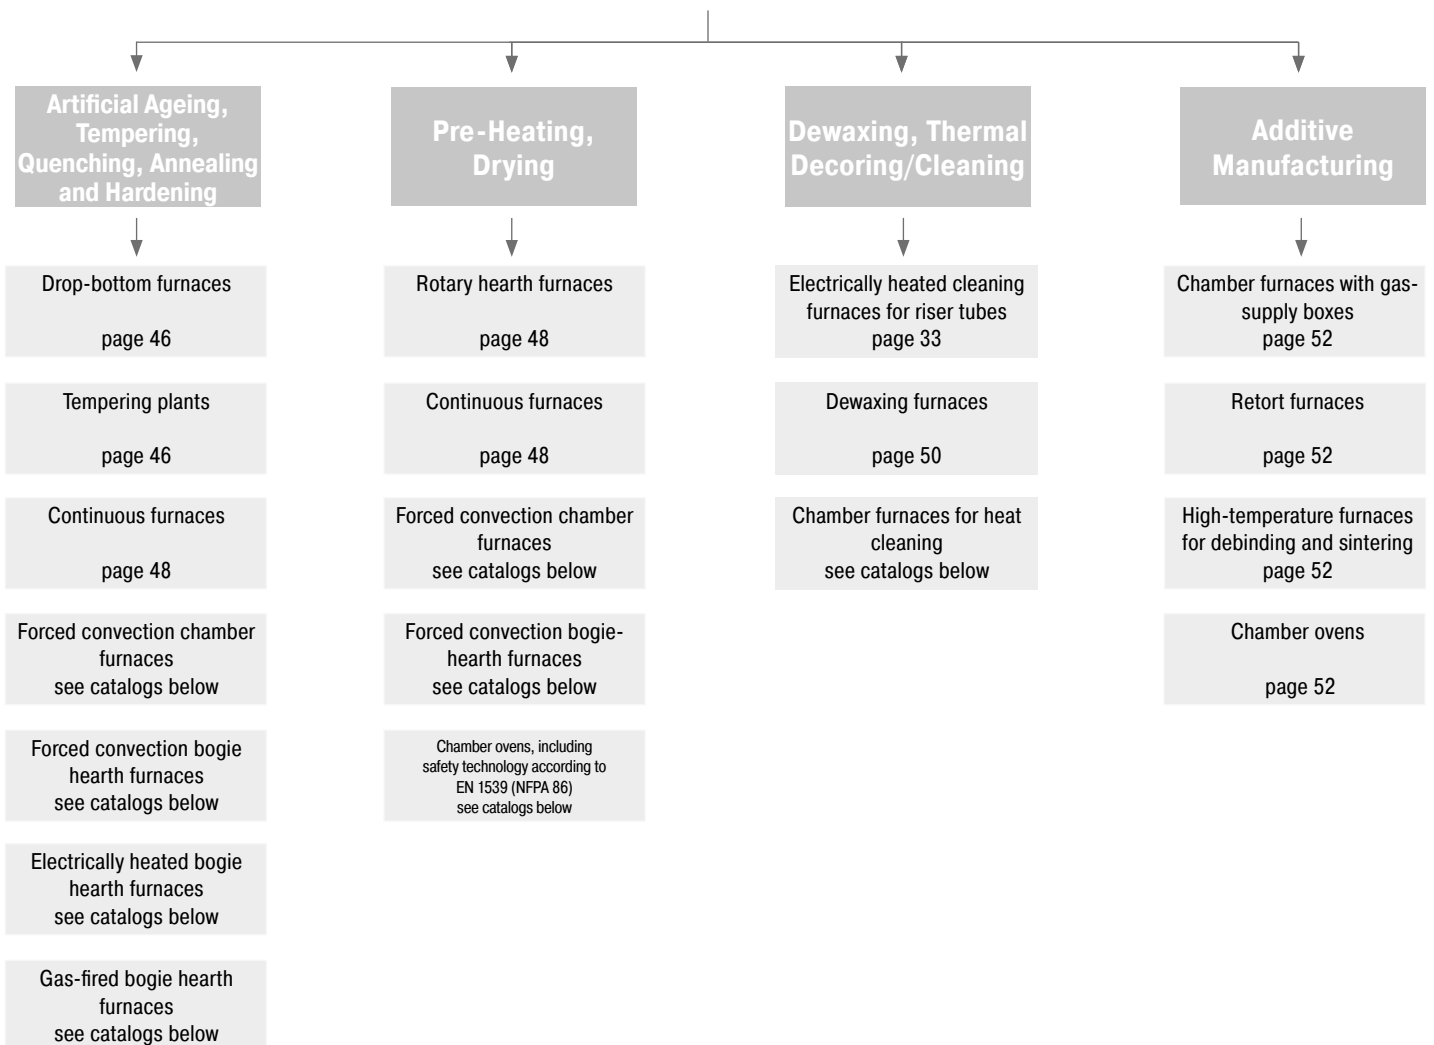 Artificial Ageing,
Tempering,
Quenching, Annealing
and Hardening
Drop-bottom furnaces
page 46
Tempering plants
page 46
Continuous furnaces
page 48
Forced convection chamber
furnaces
see catalogs below
Forced convection bogie
hearth furnaces
see catalogs below
Electrically heated bogie
hearth furnaces
see catalogs below
Gas-fired bogie hearth
furnaces
see catalogs below
Pre-Heating,
Drying
Rotary hearth furnaces
page 48
Continuous furnaces
page 48
Forced convection chamber
furnaces
see catalogs below
Forced convection bogie-
hearth furnaces
see catalogs below
Chamber ovens, including
safety technology according to
EN 1539 (NFPA 86)
see catalogs below
Dewaxing, Thermal
Decoring/Cleaning
Electrically heated cleaning
furnaces for riser tubes
page 33
Dewaxing furnaces
page 50
Chamber furnaces for heat
cleaning
see catalogs below
Additive
Manufacturing
Chamber furnaces with gas-
supply boxes
page 52
Retort furnaces
page 52
High-temperature furnaces
for debinding and sintering
page 52
Chamber ovens
page 52